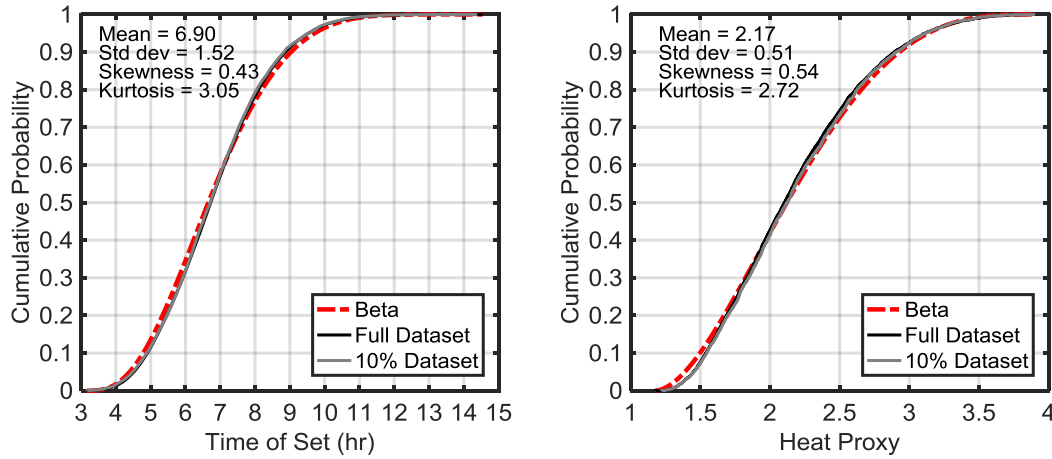 Mean = 6.90
Std dev = 1.52
Skewness = 0.43
Kurtosis = 3.05
1
0.9
0.8
0.7
0.6
0.5
0.4
0.3
0.2
0.1
0
Cumulative Probability
Beta
Full Dataset
10% Dataset
3 4 5 6 7 8 9 10 11 12 13 14 15
Time of Set (hr)
Mean = 2.17
Std dev = 0.51
Skewness = 0.54
Kurtosis = 2.72
1
0.9
0.8
0.7
0.6
0.5
0.4
0.3
0.2
0.1
0
Cumulative Probability
Beta
Full Dataset
10% Dataset
1 1.5 2 2.5 3 3.5 4
Heat Proxy